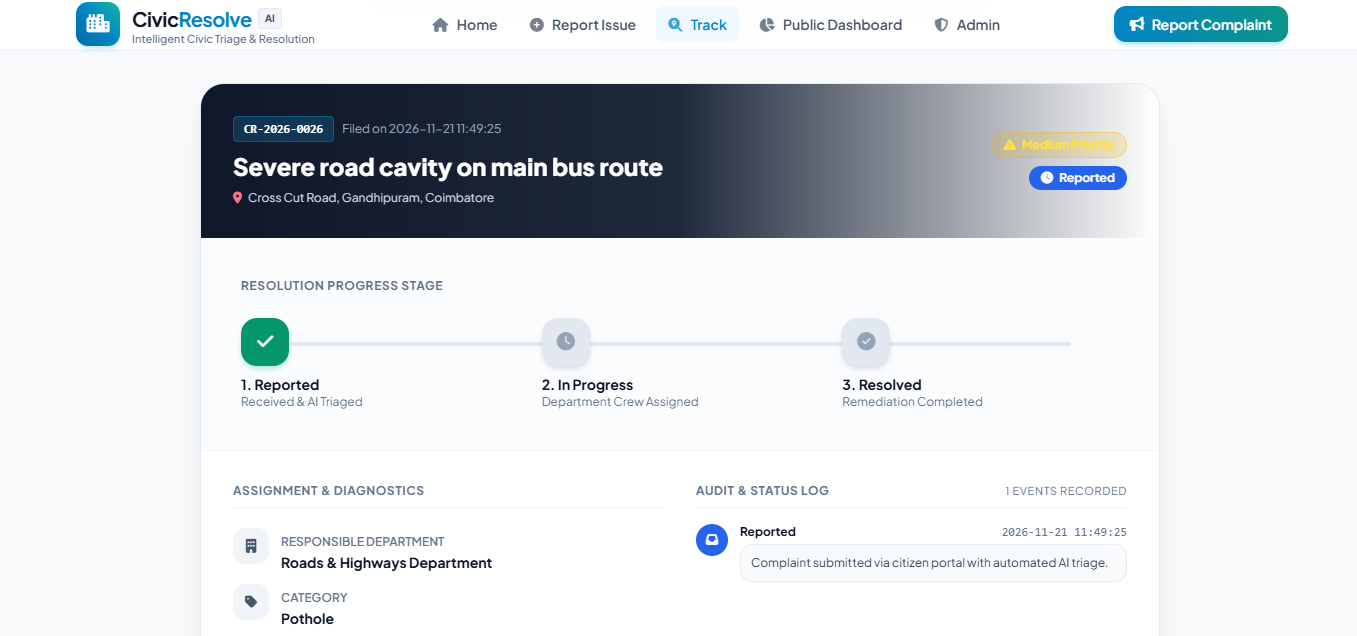 CivicResolve AI
Intelligent Civic Triage & Resolution
Home
Report Issue
Track
Public Dashboard
Admin
Report Complaint
CR-2026-0026 Filed on 2026-11-21 11:49:25
Severe road cavity on main bus route
Cross Cut Road, Gandhipuram, Coimbatore
Medium Priority
Reported
RESOLUTION PROGRESS STAGE
1. Reported
Received & AI Triaged
2. In Progress
Department Crew Assigned
3. Resolved
Remediation Completed
ASSIGNMENT & DIAGNOSTICS
RESPONSIBLE DEPARTMENT
Roads & Highways Department
CATEGORY
Pothole
AUDIT & STATUS LOG
1 EVENTS RECORDED
Reported
2026-11-21 11:49:25
Complaint submitted via citizen portal with automated AI triage.